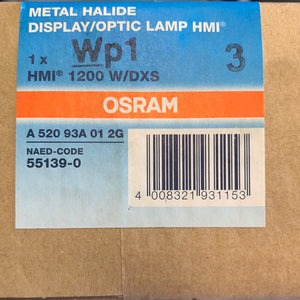 METAL HALIDE
DISPLAY/OPTIC LAMP HMI®
1 x Wp1 3
HMI® 1200 W/DXS
OSRAM
A 520 93A 01 2G
NAED-CODE
55139-0
4 008321 931153